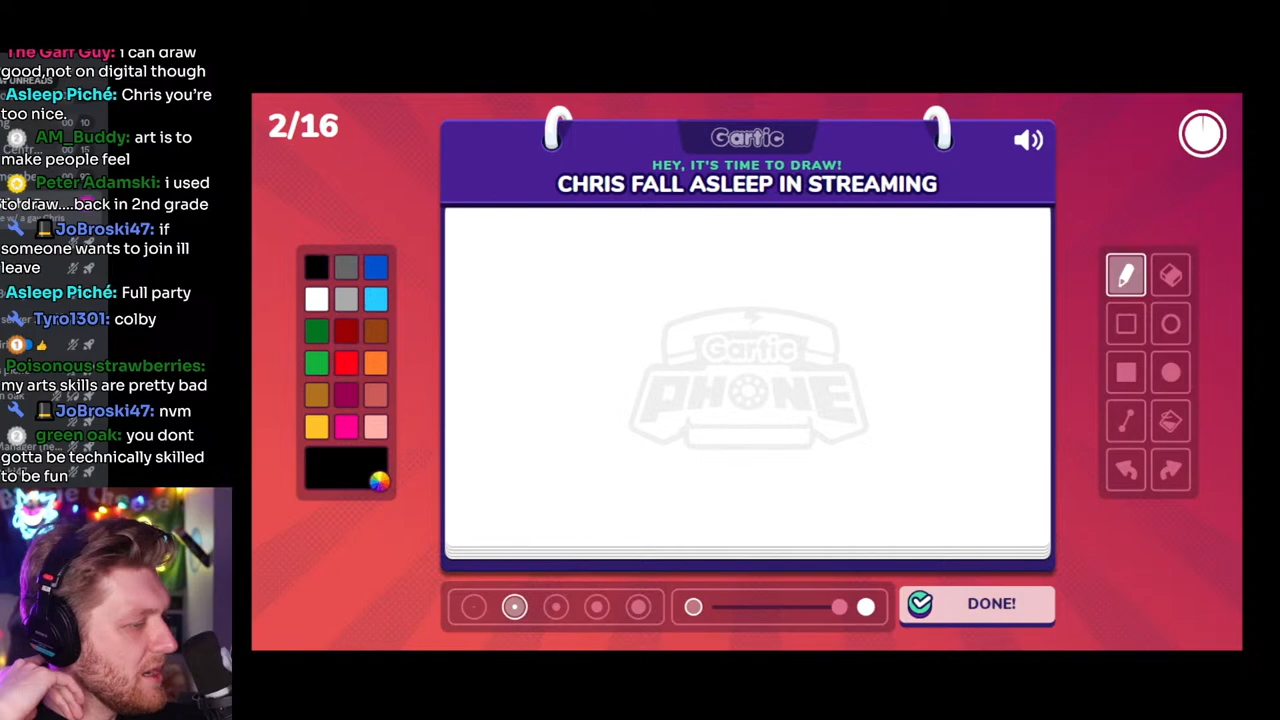 The Garf Guy: i can draw
good,not on digital though
Asleep Piché: Chris you're
too nice.
AM_Buddy: art is to
make people feel
Peter Adamski: i used
to draw....back in 2nd grade
JoBroski47: if
someone wants to join ill
leave
Asleep Piché: Full party
Tyro1301: colby
Poisonous strawberries:
my arts skills are pretty bad
JoBroski47: nvm
green oak: you dont
gotta be technically skilled
to be fun
2/16
Gartic
HEY, IT'S TIME TO DRAW!
CHRIS FALL ASLEEP IN STREAMING
Gartic
PHONE
DONE!